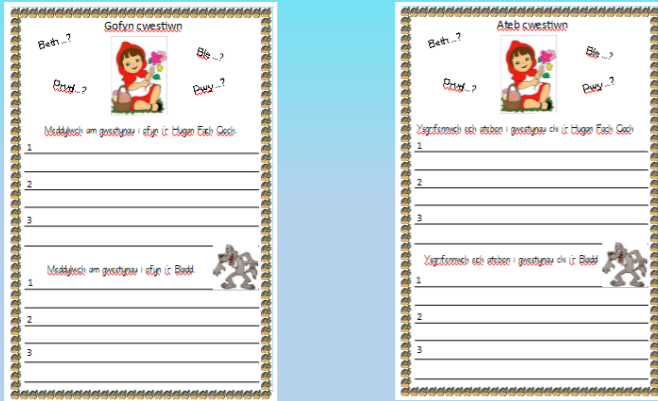 Gofyn cwestiwn
Beth ...?
Ble ...?
Pryd ...?
Pwy ...?
Meddyliwch am gwestiynau i ofyn i'r Hugan Fach Goch.
1
2
3
Meddyliwch am gwestiynau i ofyn i'r Blaidd.
1
2
3
Ateb cwestiwn
Beth ...?
Ble ...?
Pryd ...?
Pwy ...?
Ysgrifennwch eich atebion i gwestiynau chi i'r Hugan Fach Goch
1
2
3
Ysgrifennwch eich atebion i gwestiynau chi i'r Blaidd
1
2
3